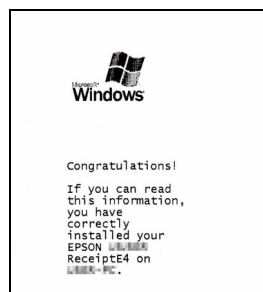 Microsoft
Windows
Congratulations!
If you can read
this information,
you have
correctly
installed your
EPSON
ReceiptE4 on